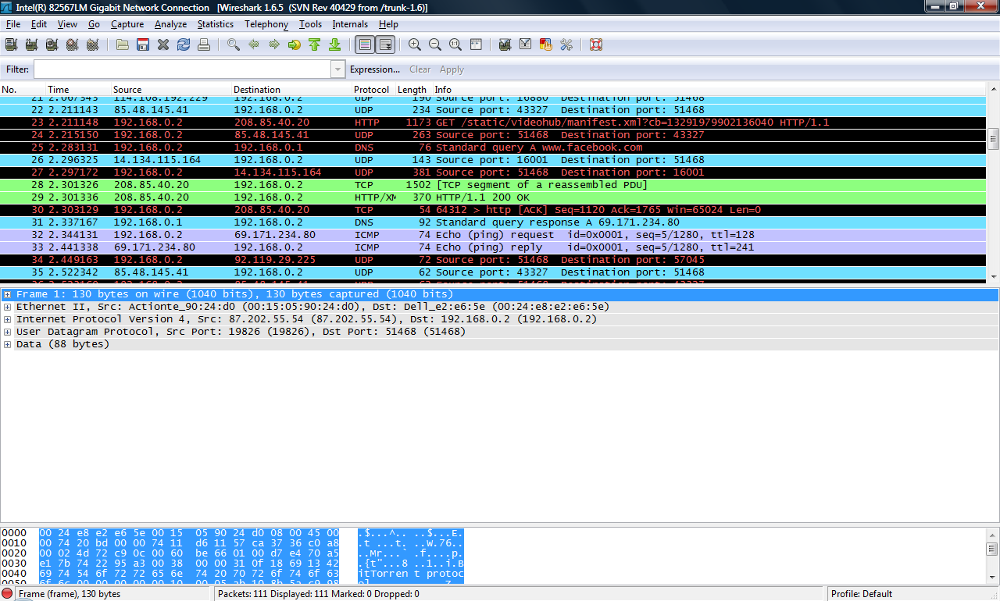 Intel(R) 82567LM Gigabit Network Connection [Wireshark 1.6.5 (SVN Rev 40429 from /trunk-1.6)]
File Edit View Go Capture Analyze Statistics Telephony Tools Internals Help
Filter: Expression... Clear Apply
No. Time Source Destination Protocol Length Info
21 2.067343 114.108.192.229 192.168.0.2 UDP 190 Source port: 16880 Destination port: 51468
22 2.211143 85.48.145.41 192.168.0.2 UDP 234 Source port: 43327 Destination port: 51468
23 2.211148 192.168.0.2 208.85.40.20 HTTP 1173 GET /static/videohub/manifest.xml?cb=13291979902136040 HTTP/1.1
24 2.215150 192.168.0.2 85.48.145.41 UDP 263 Source port: 51468 Destination port: 43327
25 2.283131 192.168.0.2 192.168.0.1 DNS 76 Standard query A www.facebook.com
26 2.296325 14.134.115.164 192.168.0.2 UDP 143 Source port: 16001 Destination port: 51468
27 2.297172 192.168.0.2 14.134.115.164 UDP 381 Source port: 51468 Destination port: 16001
28 2.301326 208.85.40.20 192.168.0.2 TCP 1502 [TCP segment of a reassembled PDU]
29 2.301336 208.85.40.20 192.168.0.2 HTTP/XM 370 HTTP/1.1 200 OK
30 2.303129 192.168.0.2 208.85.40.20 TCP 54 64312 > http [ACK] Seq=1120 Ack=1765 Win=65024 Len=0
31 2.337167 192.168.0.1 192.168.0.2 DNS 92 Standard query response A 69.171.234.80
32 2.344131 192.168.0.2 69.171.234.80 ICMP 74 Echo (ping) request id=0x0001, seq=5/1280, ttl=128
33 2.441338 69.171.234.80 192.168.0.2 ICMP 74 Echo (ping) reply id=0x0001, seq=5/1280, ttl=241
34 2.449163 192.168.0.2 92.119.29.225 UDP 72 Source port: 51468 Destination port: 57045
35 2.522342 85.48.145.41 192.168.0.2 UDP 62 Source port: 43327 Destination port: 51468
Frame 1: 130 bytes on wire (1040 bits), 130 bytes captured (1040 bits)
Ethernet II, Src: Actionte_90:24:d0 (00:15:05:90:24:d0), Dst: Dell_e2:e6:5e (00:24:e8:e2:e6:5e)
Internet Protocol Version 4, Src: 87.202.55.54 (87.202.55.54), Dst: 192.168.0.2 (192.168.0.2)
User Datagram Protocol, Src Port: 19826 (19826), Dst Port: 51468 (51468)
Data (88 bytes)
0000 00 24 e8 e2 e6 5e 00 15 05 90 24 d0 08 00 45 00 .$...^.. ..$...E.
0010 00 74 20 bd 00 00 74 11 d6 11 57 ca 37 36 c0 a8 .t ...t. ..W.76..
0020 00 02 4d 72 c9 0c 00 60 be 66 01 00 d7 e4 70 a5 ..Mr...` .f....p.
0030 e1 7b 74 22 95 a3 00 38 00 00 31 0f 18 69 13 42 .{t"...8 ..1..i.B
0040 69 74 54 6f 72 72 65 6e 74 20 70 72 6f 74 6f 63 itTorren t protoc
Frame (frame), 130 bytes Packets: 111 Displayed: 111 Marked: 0 Dropped: 0 Profile: Default